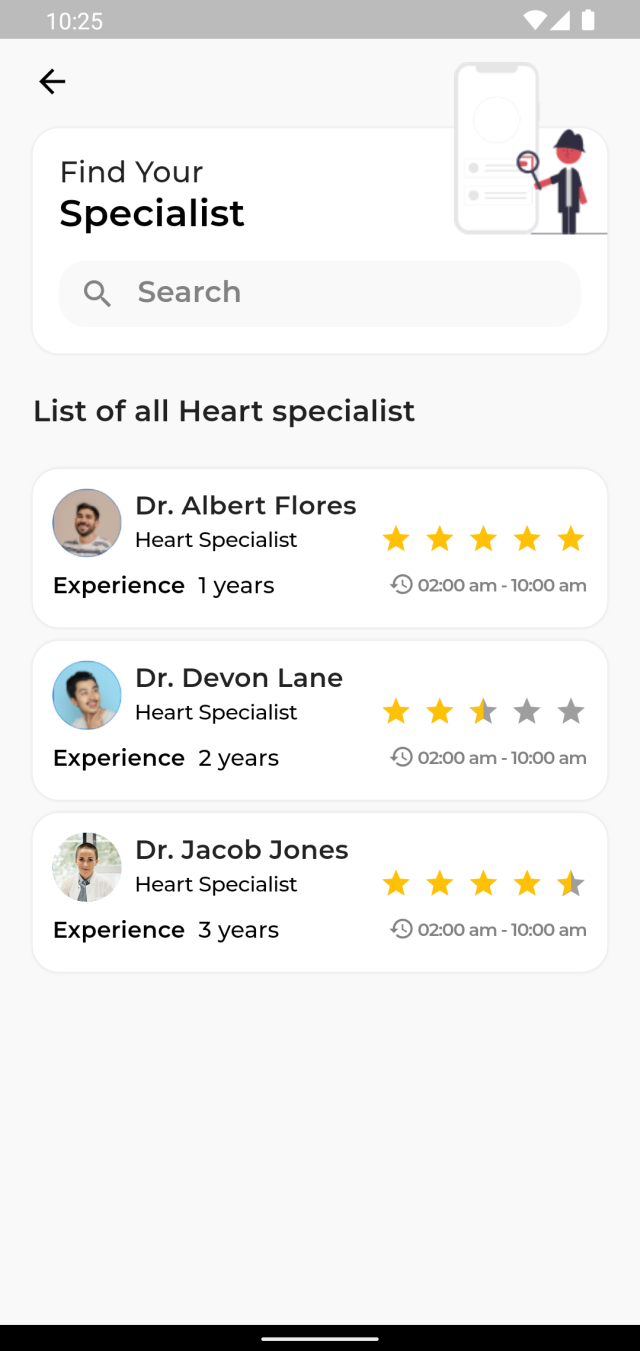 10:25
Find Your
Specialist
Search
List of all Heart specialist
Dr. Albert Flores
Heart Specialist
Experience 1 years
02:00 am - 10:00 am
Dr. Devon Lane
Heart Specialist
Experience 2 years
02:00 am - 10:00 am
Dr. Jacob Jones
Heart Specialist
Experience 3 years
02:00 am - 10:00 am